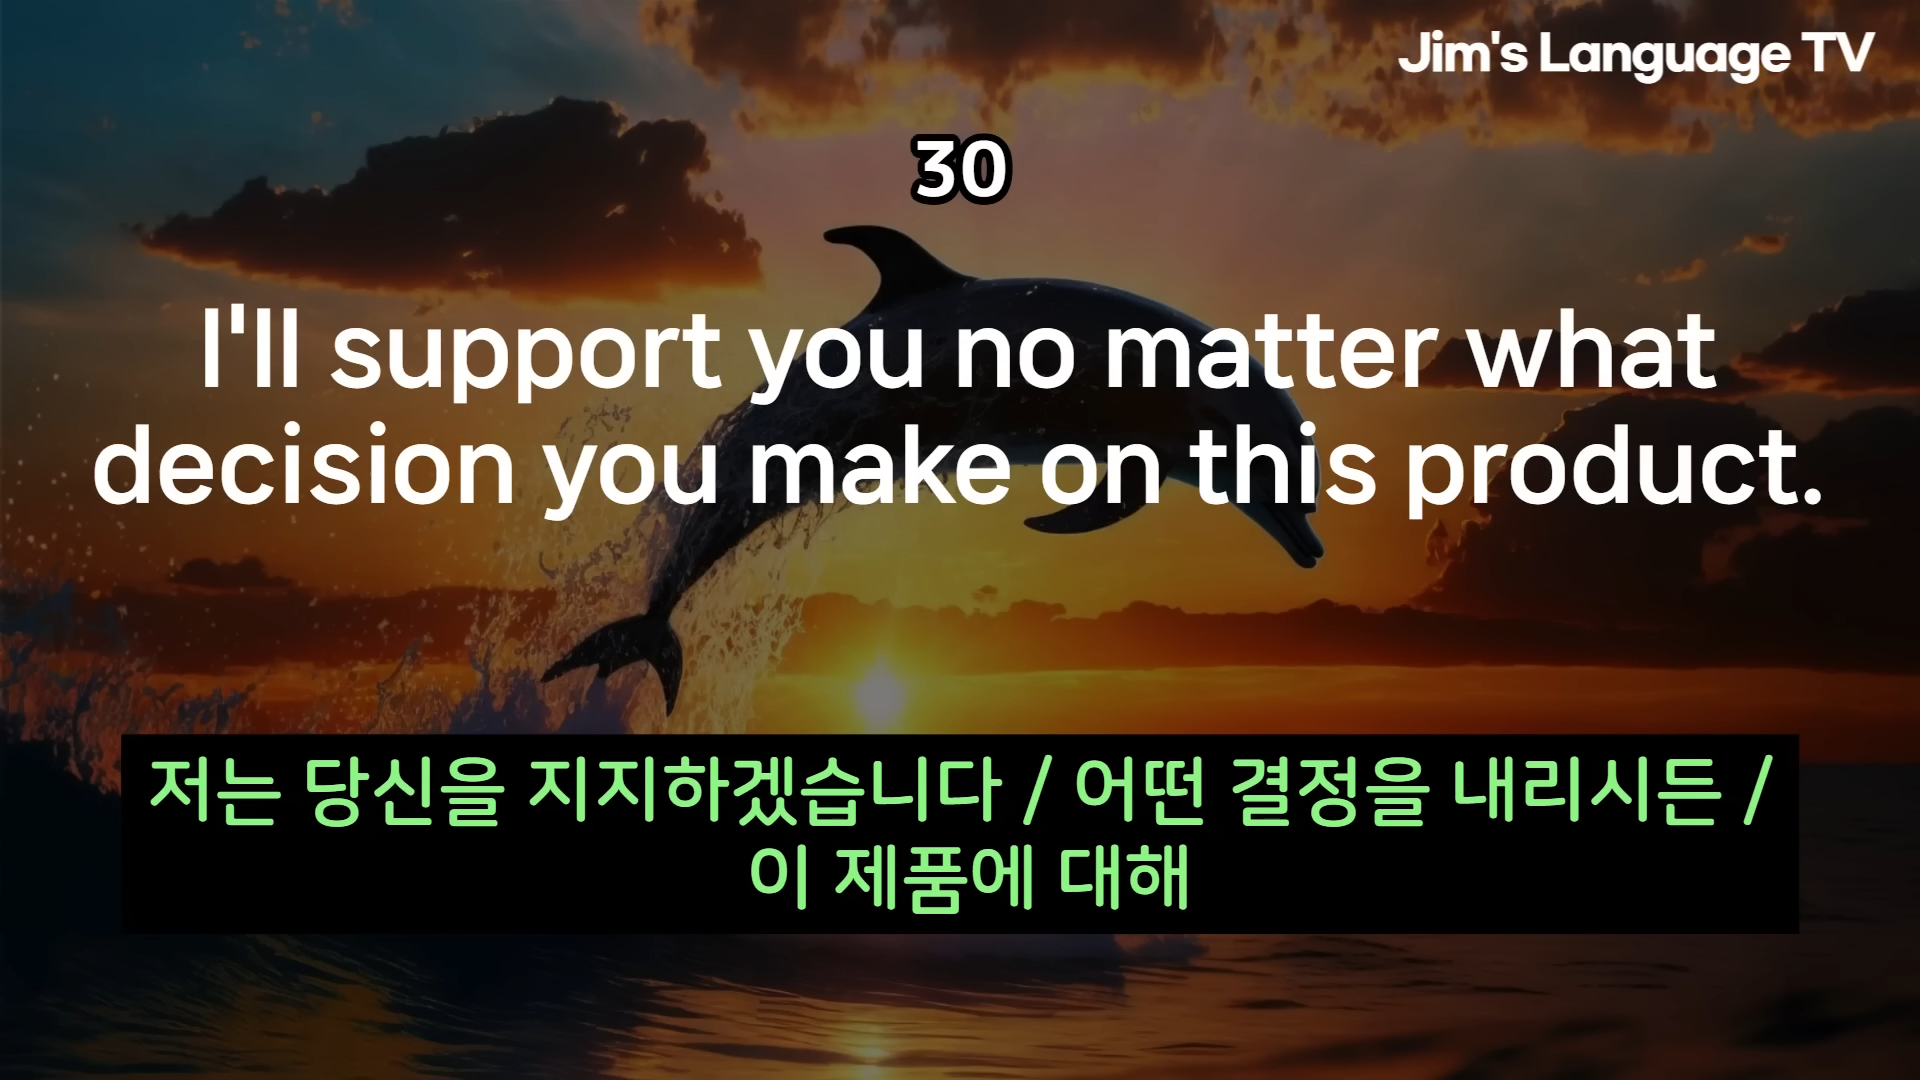 Jim's Language TV
30
I'll support you no matter what
decision you make on this product.
저는 당신을 지지하겠습니다 / 어떤 결정을 내리시든 /
이 제품에 대해